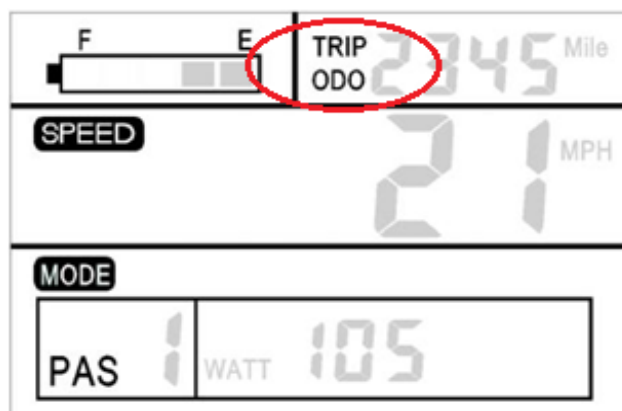 F E
TRIP 2345 Mile
ODO
SPEED
21 MPH
MODE
PAS 1 WATT 105